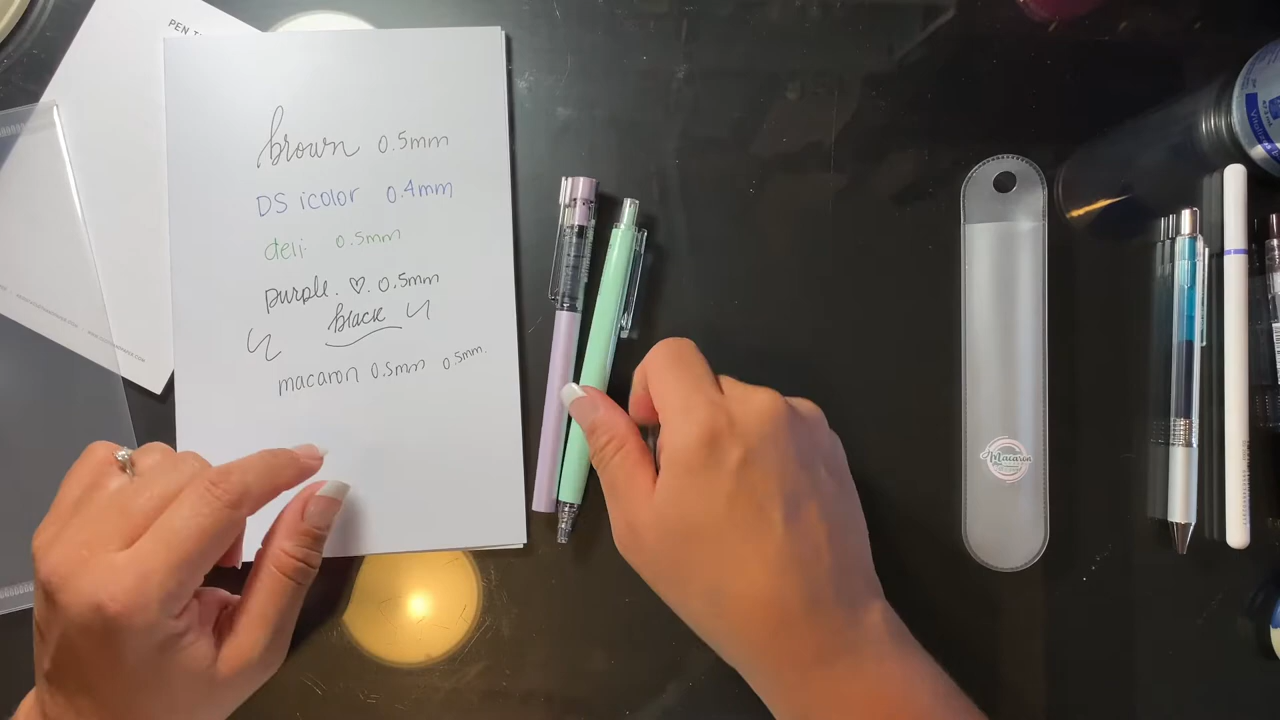 PEN
brown 0.5mm
DS icolor 0.4mm
deli. 0.5mm
purple. ♡. 0.5mm
black
macaron 0.5mm 0.5mm.
Macaron